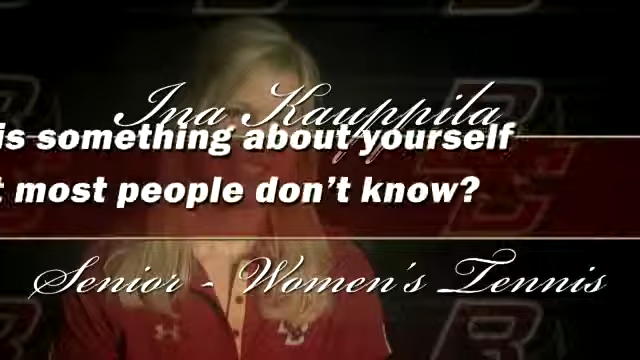 Ina Kauppila
is something about yourself
t most people don't know?
Senior - Women's Tennis